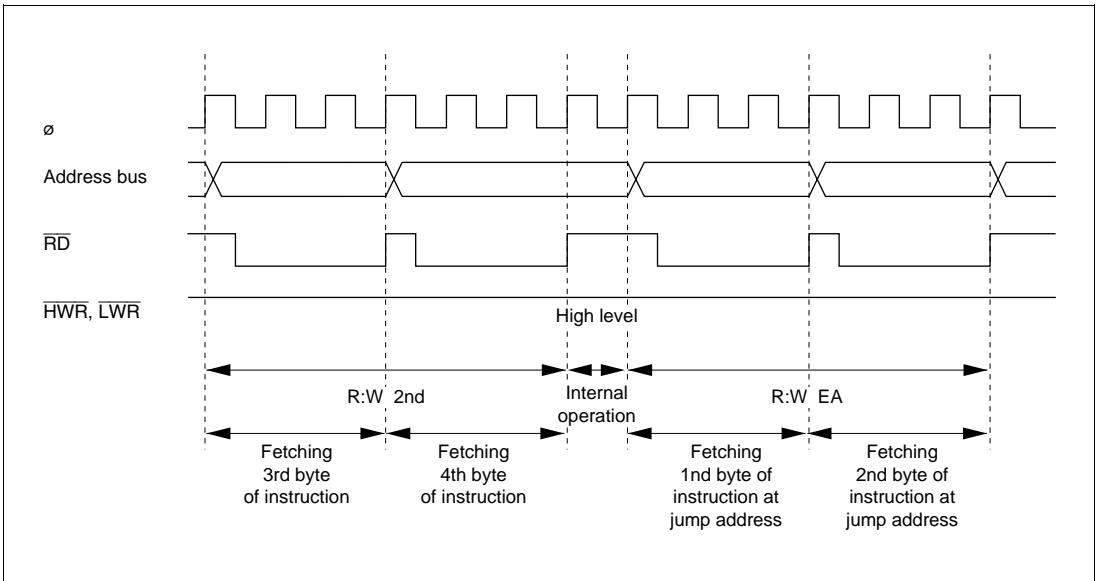 ø
Address bus
RD
HWR, LWR
High level
R:W 2nd
Internal
operation
R:W EA
Fetching
3rd byte
of instruction
Fetching
4th byte
of instruction
Fetching
1nd byte of
instruction at
jump address
Fetching
2nd byte of
instruction at
jump address